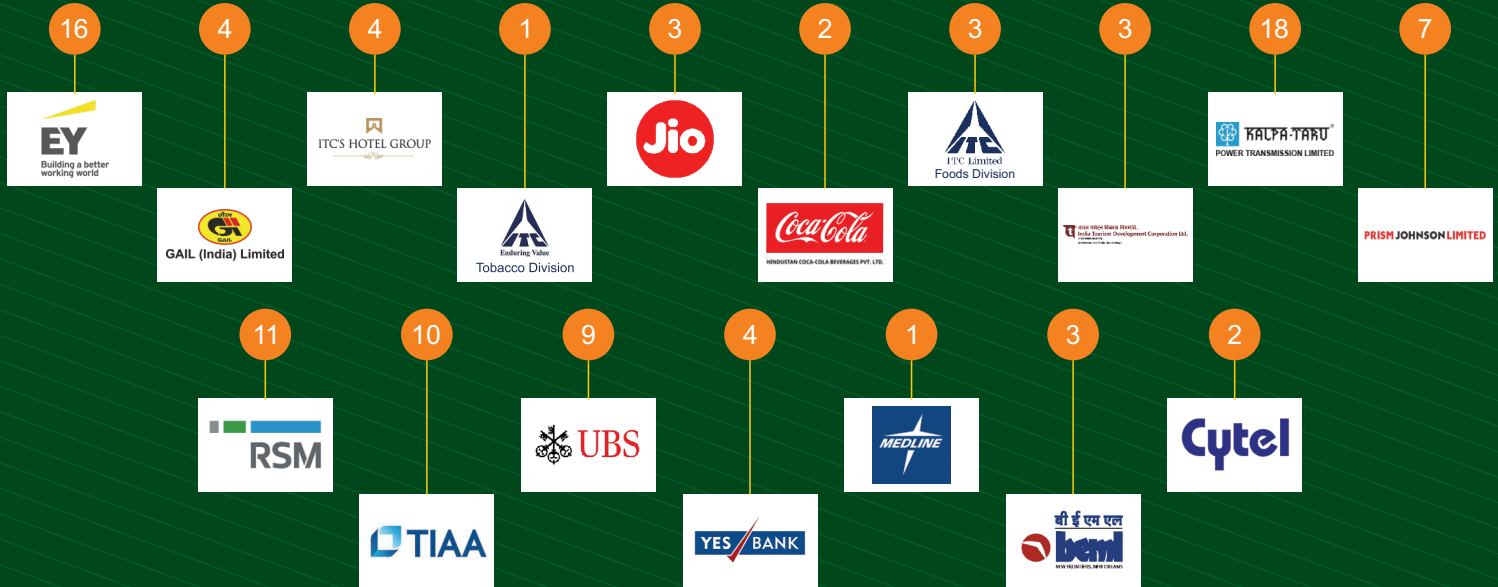 16
4
4
1
3
2
3
3
18
7
EY
Building a better
working world
ITC'S HOTEL GROUP
Jio
ITC
ITC Limited
Foods Division
KALPA-TARU®
POWER TRANSMISSION LIMITED
गेल
GAIL
GAIL (India) Limited
ITC
Enduring Value
Tobacco Division
Coca-Cola
HINDUSTAN COCA-COLA BEVERAGES PVT. LTD.
India Tourism Development Corporation Ltd.
PRISM JOHNSON LIMITED
11
10
9
4
1
3
2
RSM
UBS
MEDLINE
Cytel
TIAA
YES BANK
बी ई एम एल
beml
NEW FRONTIERS. NEW DREAMS